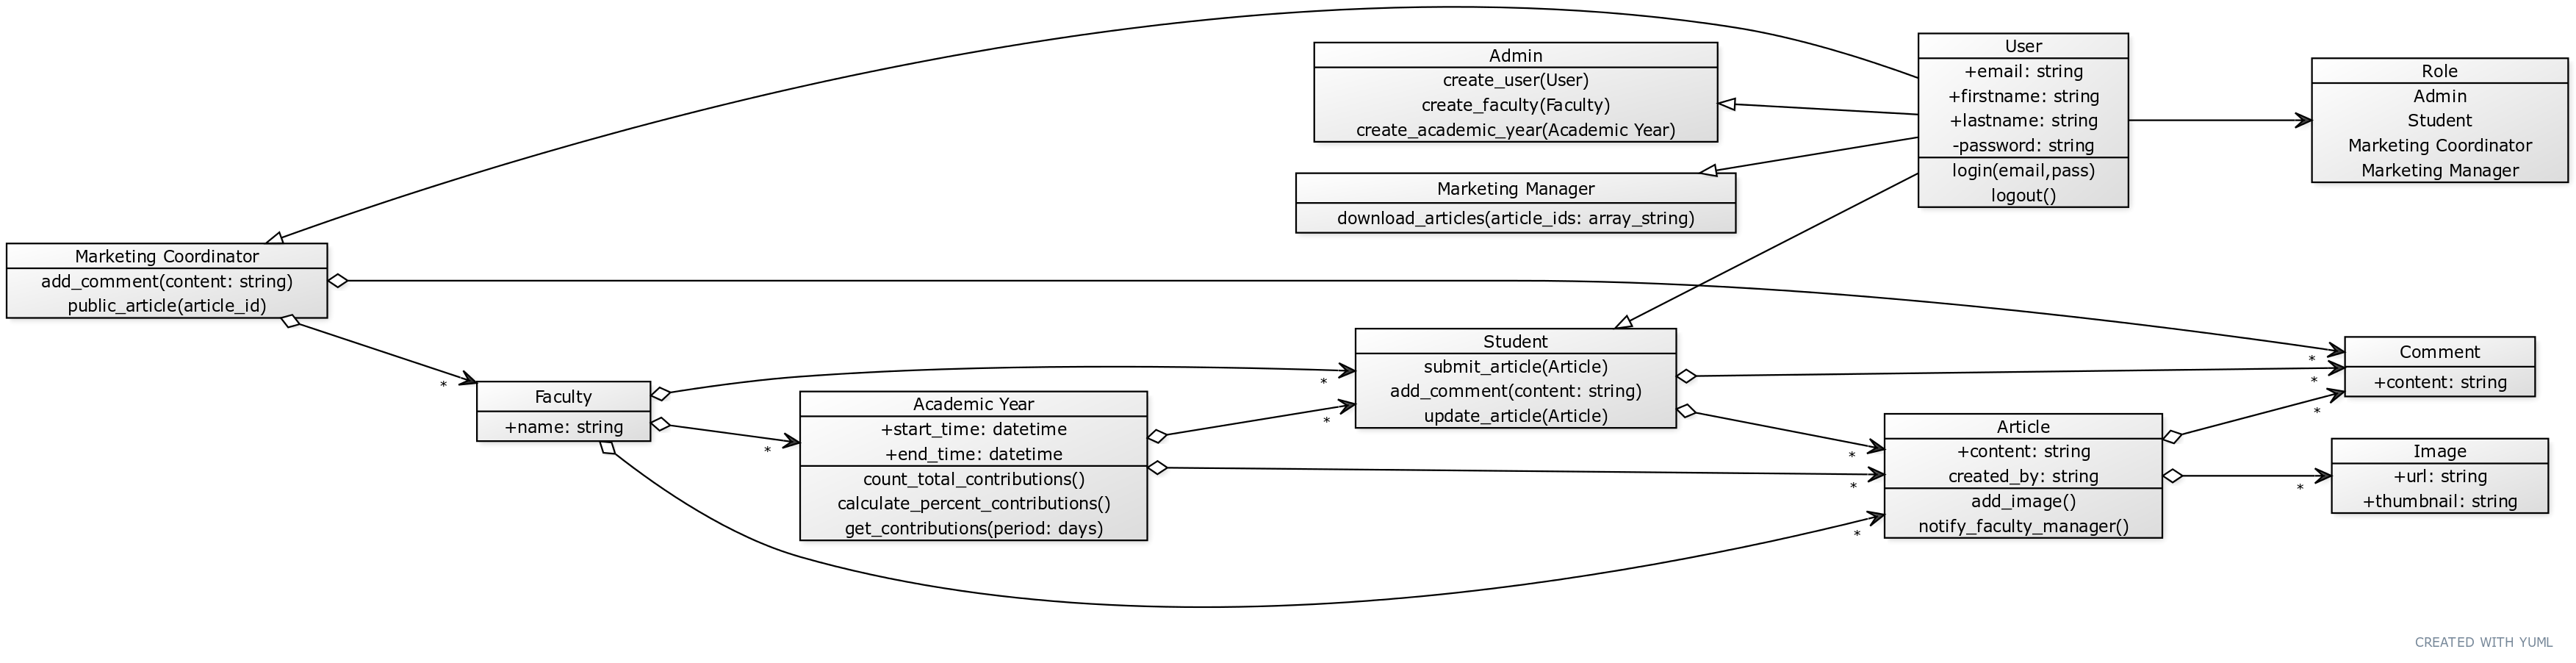 Admin
create_user(User)
create_faculty(Faculty)
create_academic_year(Academic Year)
User
+email: string
+firstname: string
+lastname: string
-password: string
login(email,pass)
logout()
Role
Admin
Student
Marketing Coordinator
Marketing Manager
Marketing Manager
download_articles(article_ids: array_string)
Marketing Coordinator
add_comment(content: string)
public_article(article_id)
*
Faculty
+name: string
*
*
*
Academic Year
+start_time: datetime
+end_time: datetime
count_total_contributions()
calculate_percent_contributions()
get_contributions(period: days)
*
*
Student
submit_article(Article)
add_comment(content: string)
update_article(Article)
*
*
*
Article
+content: string
created_by: string
add_image()
notify_faculty_manager()
*
*
*
Comment
+content: string
Image
+url: string
+thumbnail: string
CREATED WITH YUML